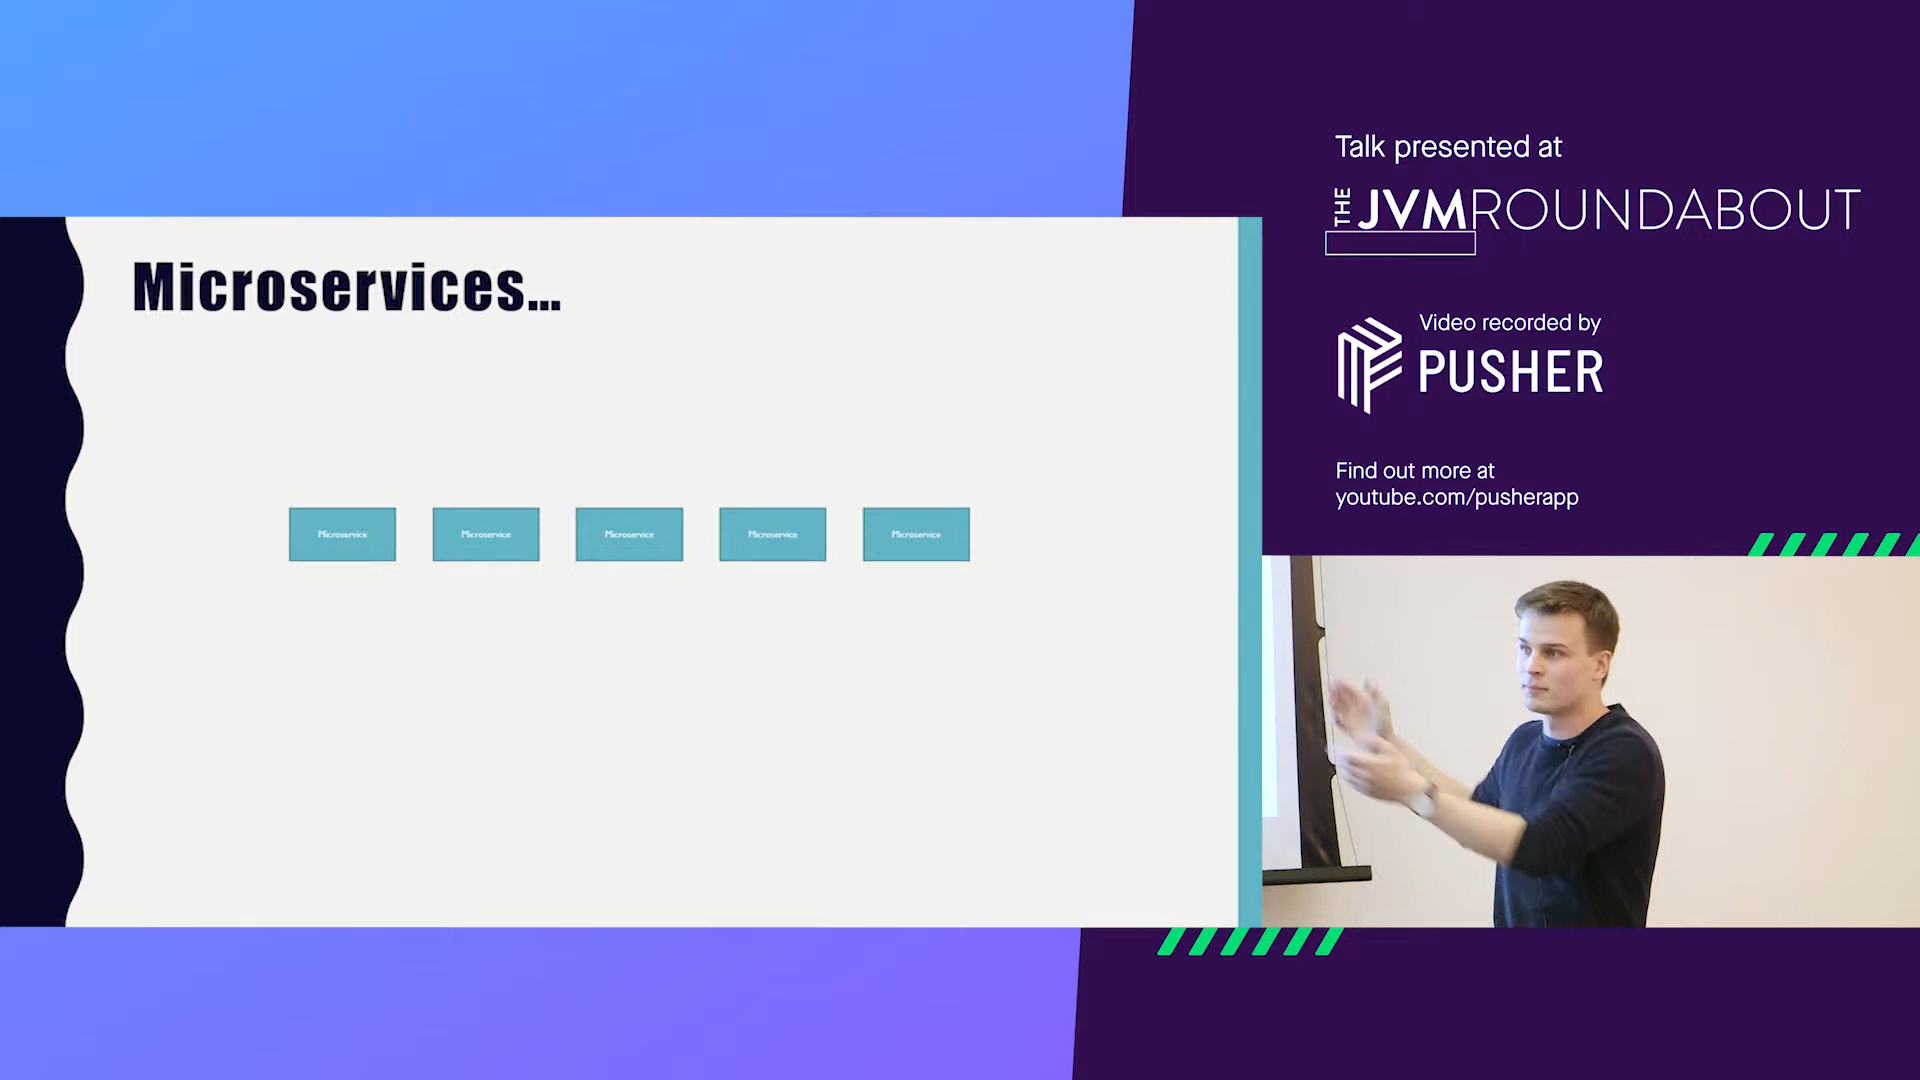 Talk presented at
THE JVMROUNDABOUT
Video recorded by
PUSHER
Find out more at
youtube.com/pusherapp
Microservices...
Microservice
Microservice
Microservice
Microservice
Microservice